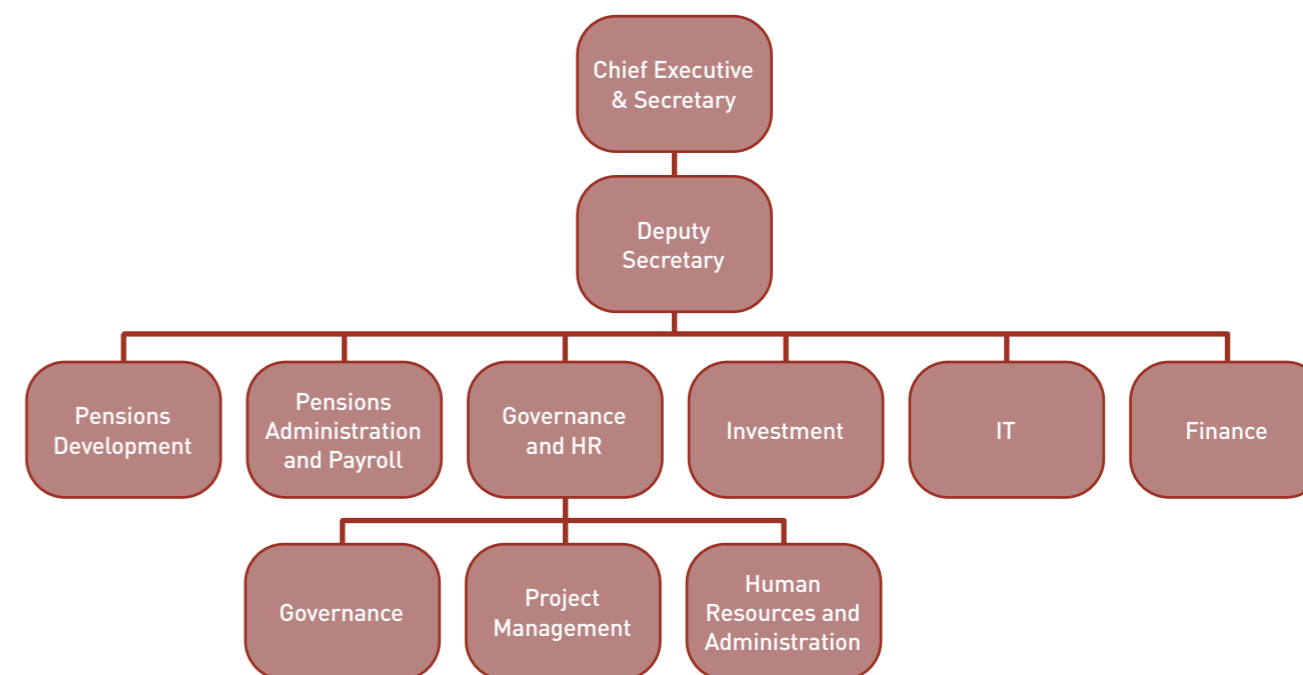 Chief Executive
& Secretary
Deputy
Secretary
Pensions
Development
Pensions
Administration
and Payroll
Governance
and HR
Investment
IT
Finance
Governance
Project
Management
Human
Resources and
Administration